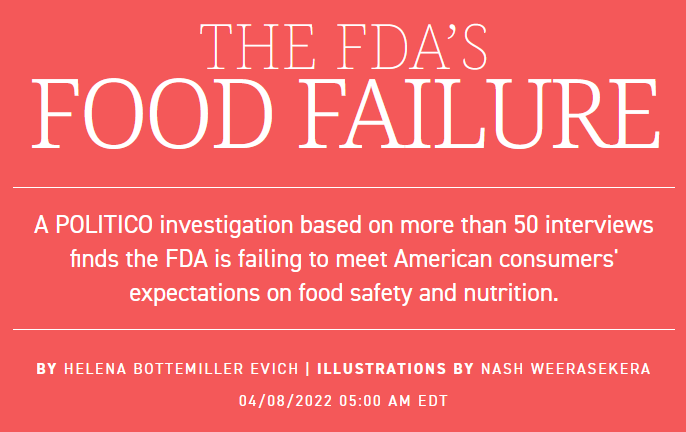 THE FDA'S
FOOD FAILURE
A POLITICO investigation based on more than 50 interviews
finds the FDA is failing to meet American consumers'
expectations on food safety and nutrition.
BY HELENA BOTTEMILLER EVICH | ILLUSTRATIONS BY NASH WEERASEKERA
04/08/2022 05:00 AM EDT